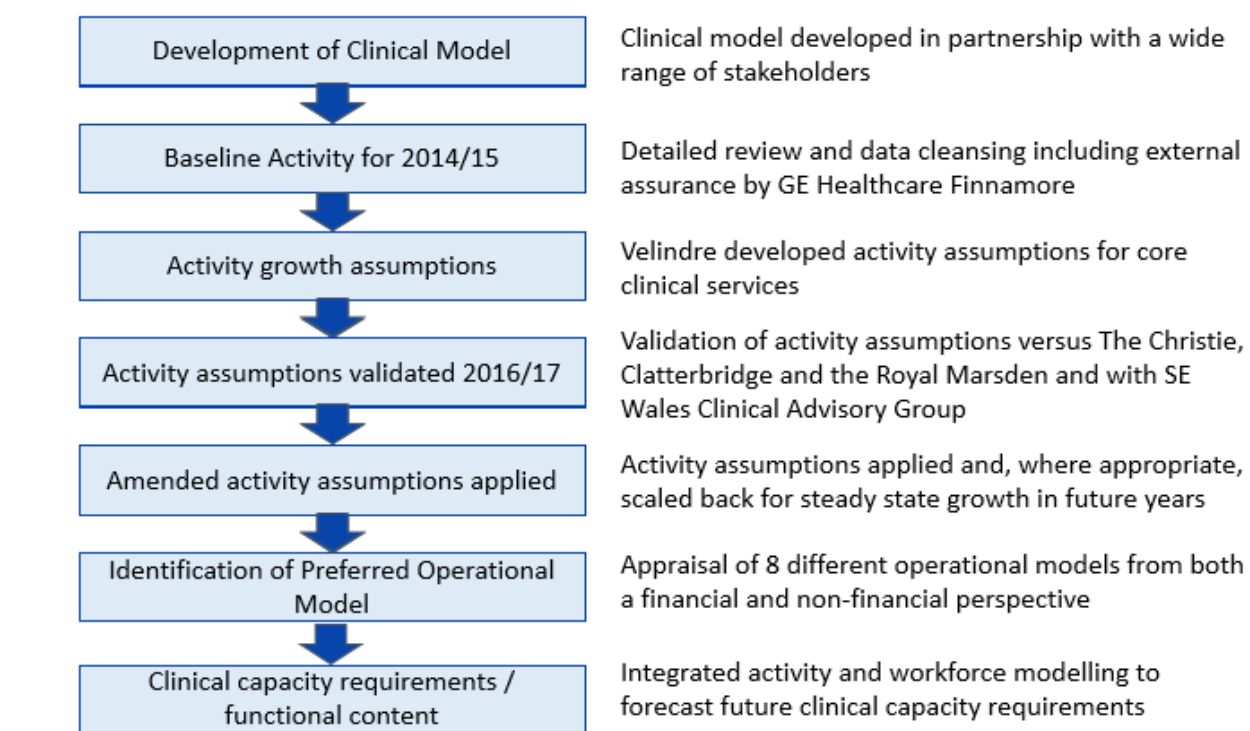 Development of Clinical Model
Clinical model developed in partnership with a wide
range of stakeholders
Baseline Activity for 2014/15
Detailed review and data cleansing including external
assurance by GE Healthcare Finnamore
Activity growth assumptions
Velindre developed activity assumptions for core
clinical services
Activity assumptions validated 2016/17
Validation of activity assumptions versus The Christie,
Clatterbridge and the Royal Marsden and with SE
Wales Clinical Advisory Group
Amended activity assumptions applied
Activity assumptions applied and, where appropriate,
scaled back for steady state growth in future years
Identification of Preferred Operational
Model
Appraisal of 8 different operational models from both
a financial and non-financial perspective
Clinical capacity requirements /
functional content
Integrated activity and workforce modelling to
forecast future clinical capacity requirements